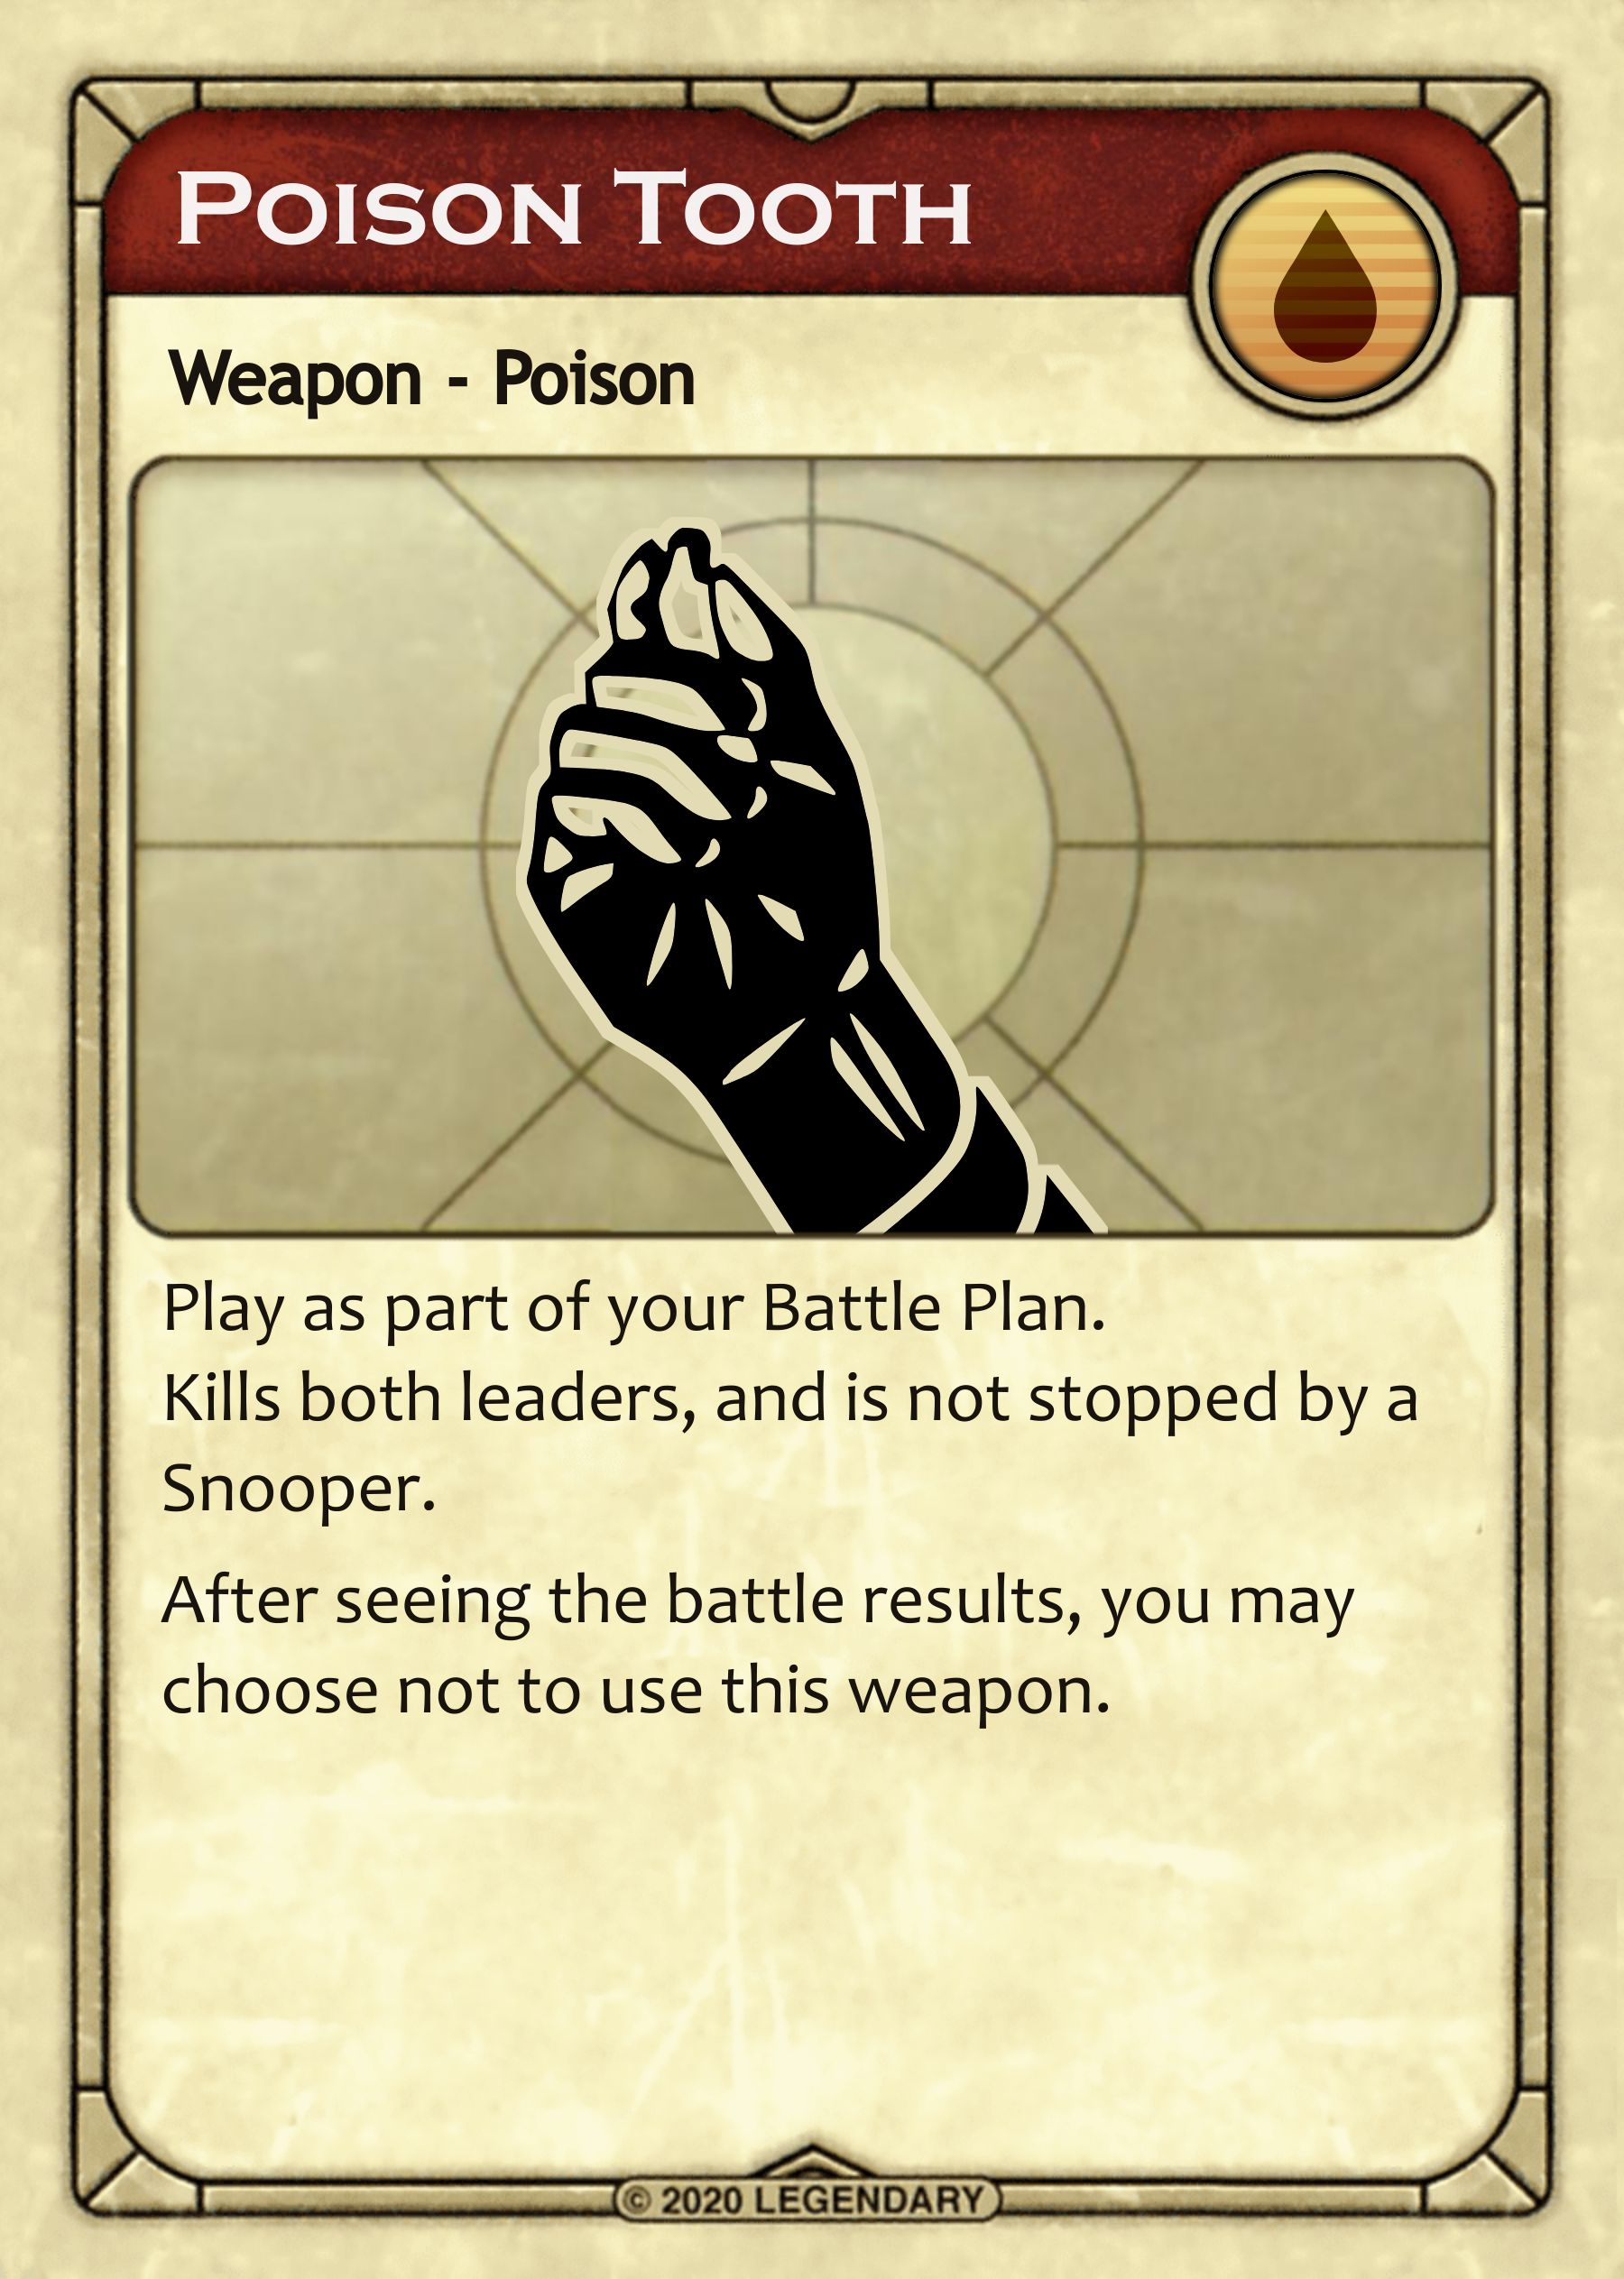 Poison Tooth
Weapon - Poison
Play as part of your Battle Plan.
Kills both leaders, and is not stopped by a
Snooper.
After seeing the battle results, you may
choose not to use this weapon.
© 2020 LEGENDARY